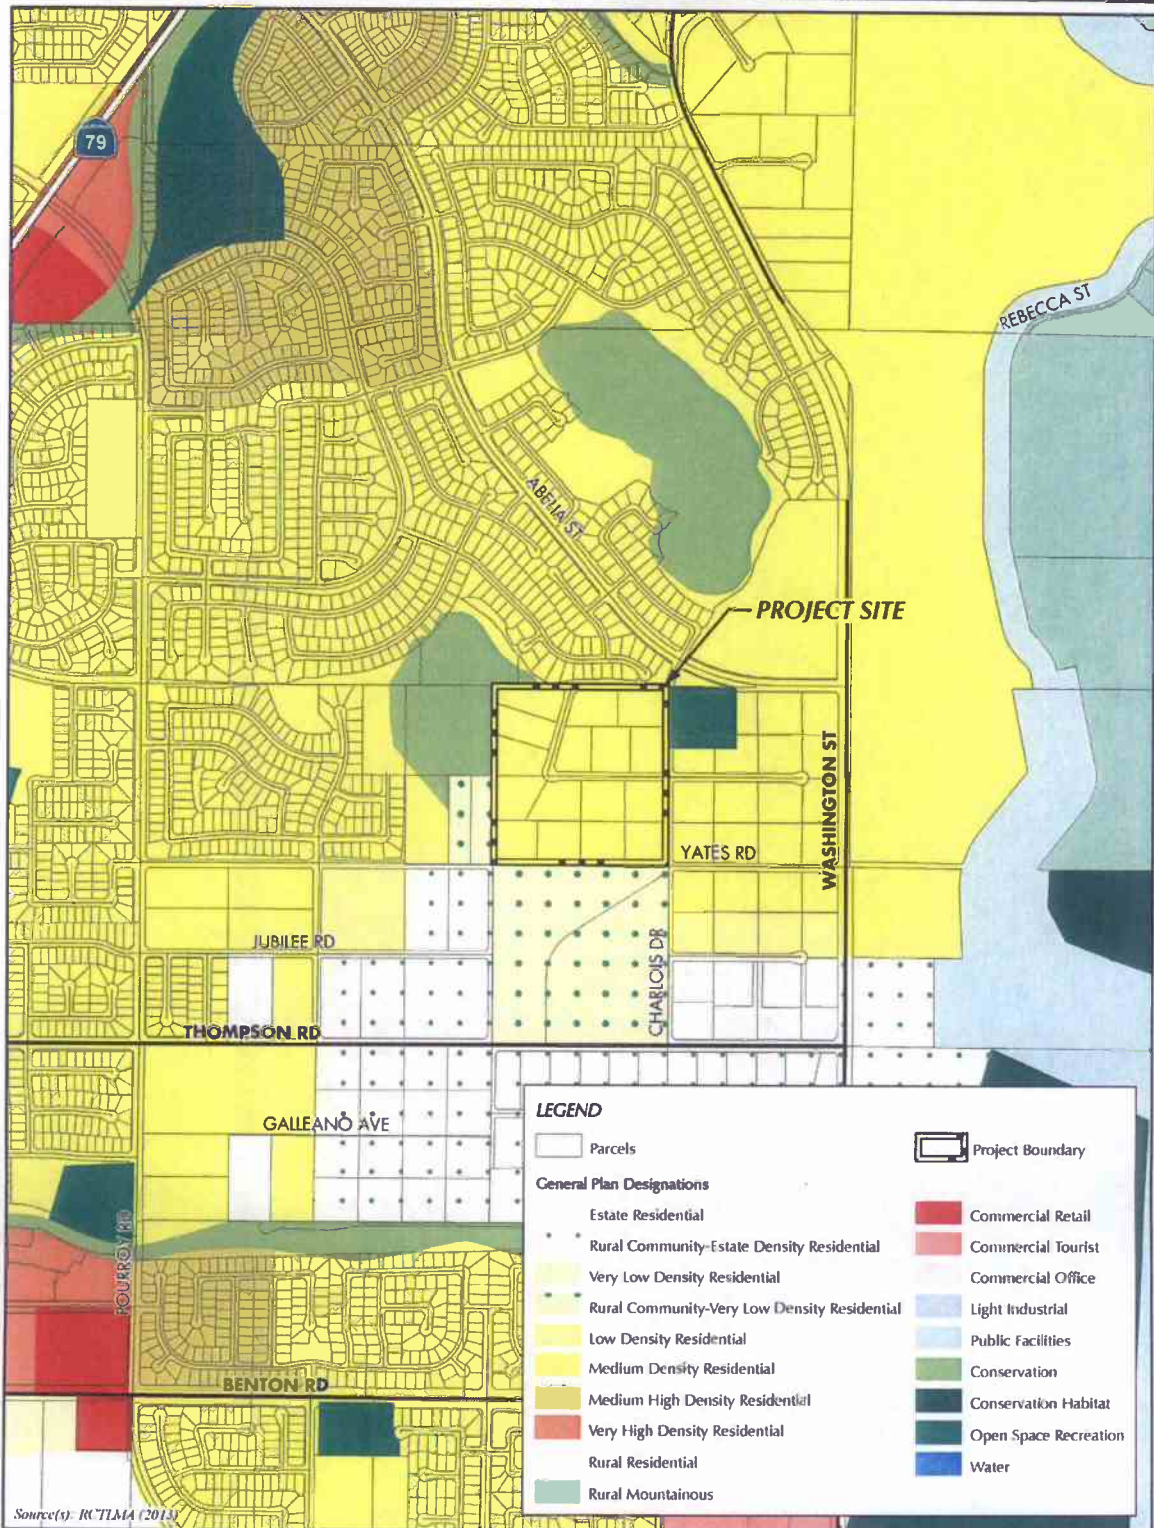 79
REBECCA ST
ABELIA ST
PROJECT SITE
WASHINGTON ST
YATES RD
JUBILEE RD
CHARLOIS DR
THOMPSON RD
GALLEANO AVE
POURROY RD
BENTON RD
LEGEND
Parcels
Project Boundary
General Plan Designations
Estate Residential
Rural Community-Estate Density Residential
Very Low Density Residential
Rural Community-Very Low Density Residential
Low Density Residential
Medium Density Residential
Medium High Density Residential
Very High Density Residential
Rural Residential
Rural Mountainous
Commercial Retail
Commercial Tourist
Commercial Office
Light Industrial
Public Facilities
Conservation
Conservation Habitat
Open Space Recreation
Water
Source(s): RCTLMA (2013)